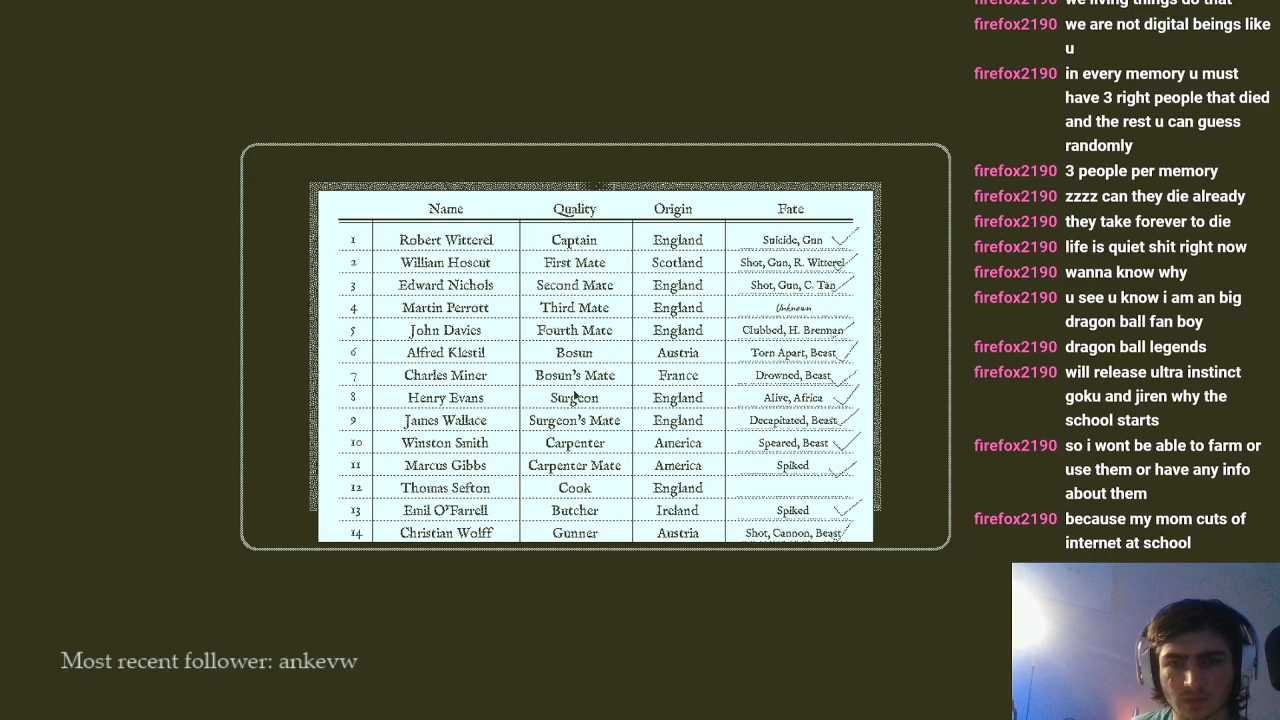 firefox2190 we living things do that
firefox2190 we are not digital beings like
u
firefox2190 in every memory u must
have 3 right people that died
and the rest u can guess
randomly
firefox2190 3 people per memory
firefox2190 zzzz can they die already
firefox2190 they take forever to die
firefox2190 life is quiet shit right now
firefox2190 wanna know why
firefox2190 u see u know i am an big
dragon ball fan boy
firefox2190 dragon ball legends
firefox2190 will release ultra instinct
goku and jiren why the
school starts
firefox2190 so i wont be able to farm or
use them or have any info
about them
firefox2190 because my mom cuts of
internet at school
Name Quality Origin Fate
1 Robert Witterel Captain England Suicide, Gun
2 William Hoscut First Mate Scotland Shot, Gun, R. Witterel
3 Edward Nichols Second Mate England Shot, Gun, C. Tan
4 Martin Perrott Third Mate England Unknown
5 John Davies Fourth Mate England Clubbed, H. Brennan
6 Alfred Klestil Bosun Austria Torn Apart, Beast
7 Charles Miner Bosun's Mate France Drowned, Beast
8 Henry Evans Surgeon England Alive, Africa
9 James Wallace Surgeon's Mate England Decapitated, Beast
10 Winston Smith Carpenter America Speared, Beast
11 Marcus Gibbs Carpenter Mate America Spiked
12 Thomas Sefton Cook England
13 Emil O'Farrell Butcher Ireland Spiked
14 Christian Wolff Gunner Austria Shot, Cannon, Beast
Most recent follower: ankevw